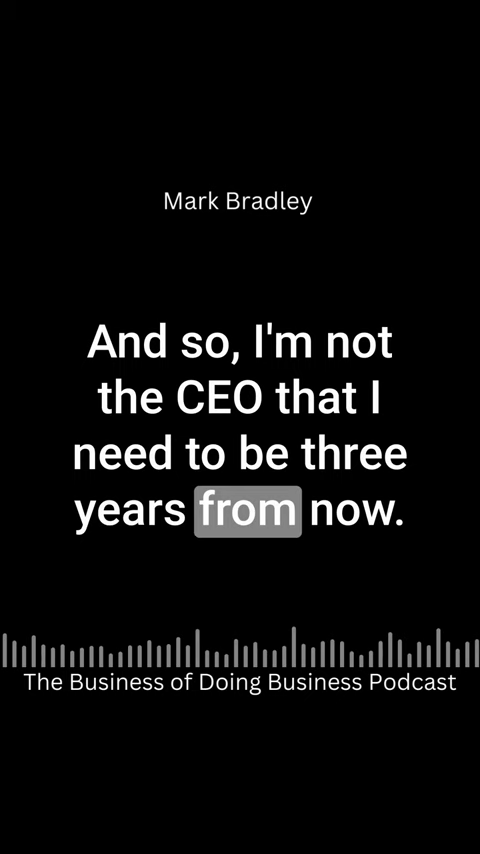 Mark Bradley
And so, I'm not
the CEO that I
need to be three
years from now.
The Business of Doing Business Podcast